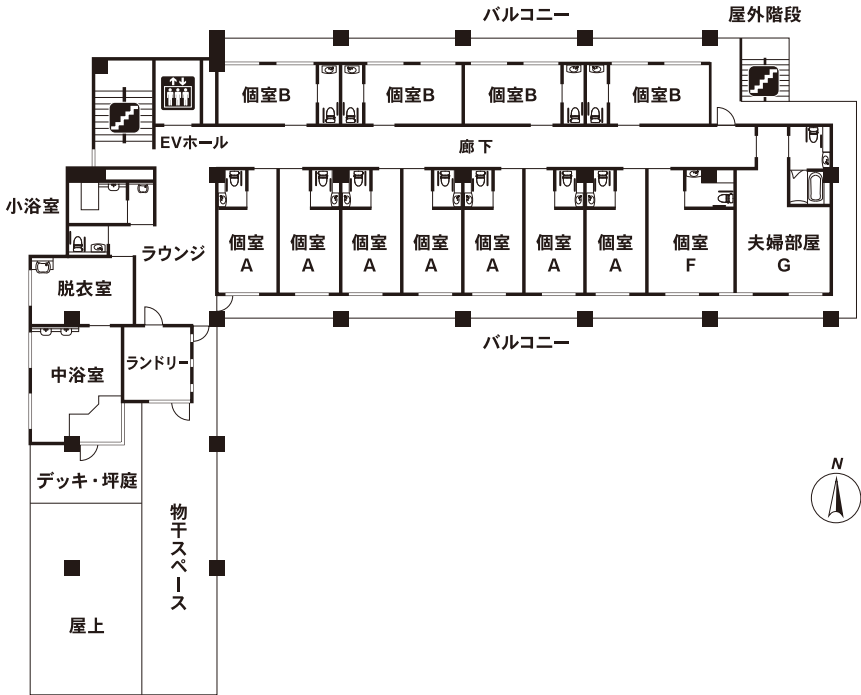 バルコニー
屋外階段
個室B
個室B
個室B
個室B
EVホール
廊下
小浴室
ラウンジ
個室
A
個室
A
個室
A
個室
A
個室
A
個室
A
個室
A
個室
F
夫婦部屋
G
脱衣室
バルコニー
ランドリー
中浴室
N
デッキ・坪庭
物干スペース
屋上